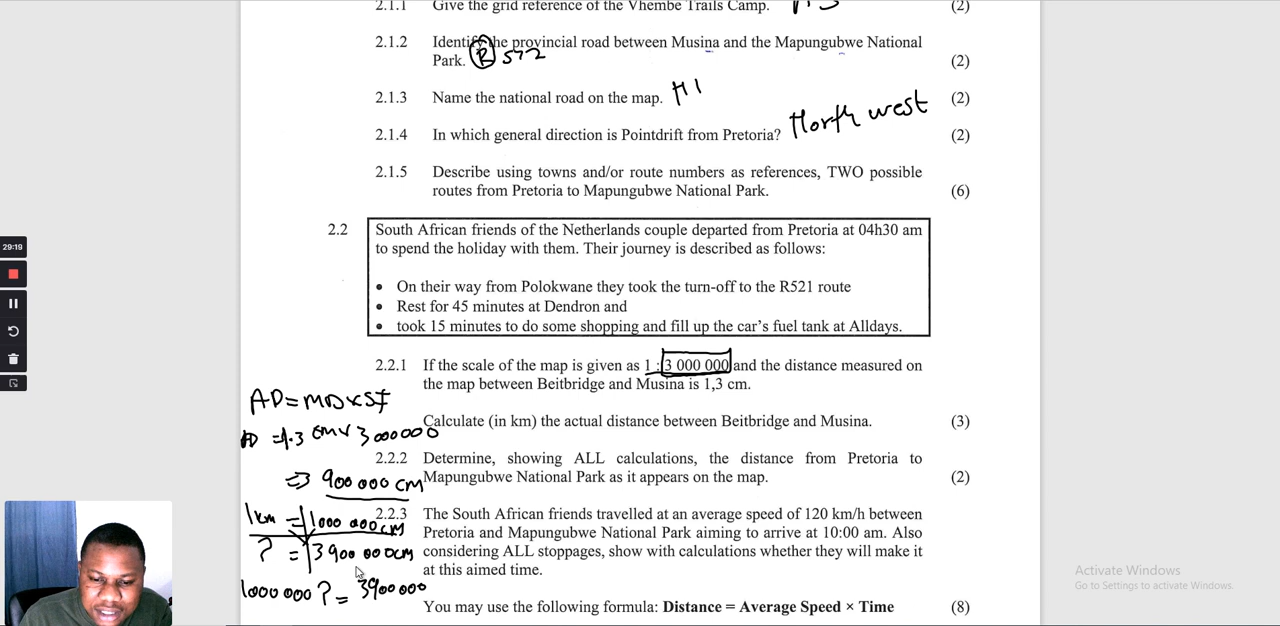 2.1.1 Give the grid reference of the Vhembe Trails Camp. (2)
2.1.2 Identify the provincial road between Musina and the Mapungubwe National
Park. R 572 (2)
2.1.3 Name the national road on the map. N1 (2)
2.1.4 In which general direction is Pointdrift from Pretoria? North west (2)
2.1.5 Describe using towns and/or route numbers as references, TWO possible
routes from Pretoria to Mapungubwe National Park. (6)
2.2 South African friends of the Netherlands couple departed from Pretoria at 04h30 am
to spend the holiday with them. Their journey is described as follows:
• On their way from Polokwane they took the turn-off to the R521 route
• Rest for 45 minutes at Dendron and
• took 15 minutes to do some shopping and fill up the car's fuel tank at Alldays.
29:19
2.2.1 If the scale of the map is given as 1 : 3 000 000 and the distance measured on
the map between Beitbridge and Musina is 1,3 cm.
Calculate (in km) the actual distance between Beitbridge and Musina. (3)
AD = MD x SF
AD = 1.3 cm x 3 000 000
=3 900 000 cm
1km = 1000 000 cm
? = 3 900 000cm
1000 000 ? = 3900 000
2.2.2 Determine, showing ALL calculations, the distance from Pretoria to
Mapungubwe National Park as it appears on the map. (2)
2.2.3 The South African friends travelled at an average speed of 120 km/h between
Pretoria and Mapungubwe National Park aiming to arrive at 10:00 am. Also
considering ALL stoppages, show with calculations whether they will make it
at this aimed time.
You may use the following formula: Distance = Average Speed × Time (8)
Activate Windows
Go to Settings to activate Windows.